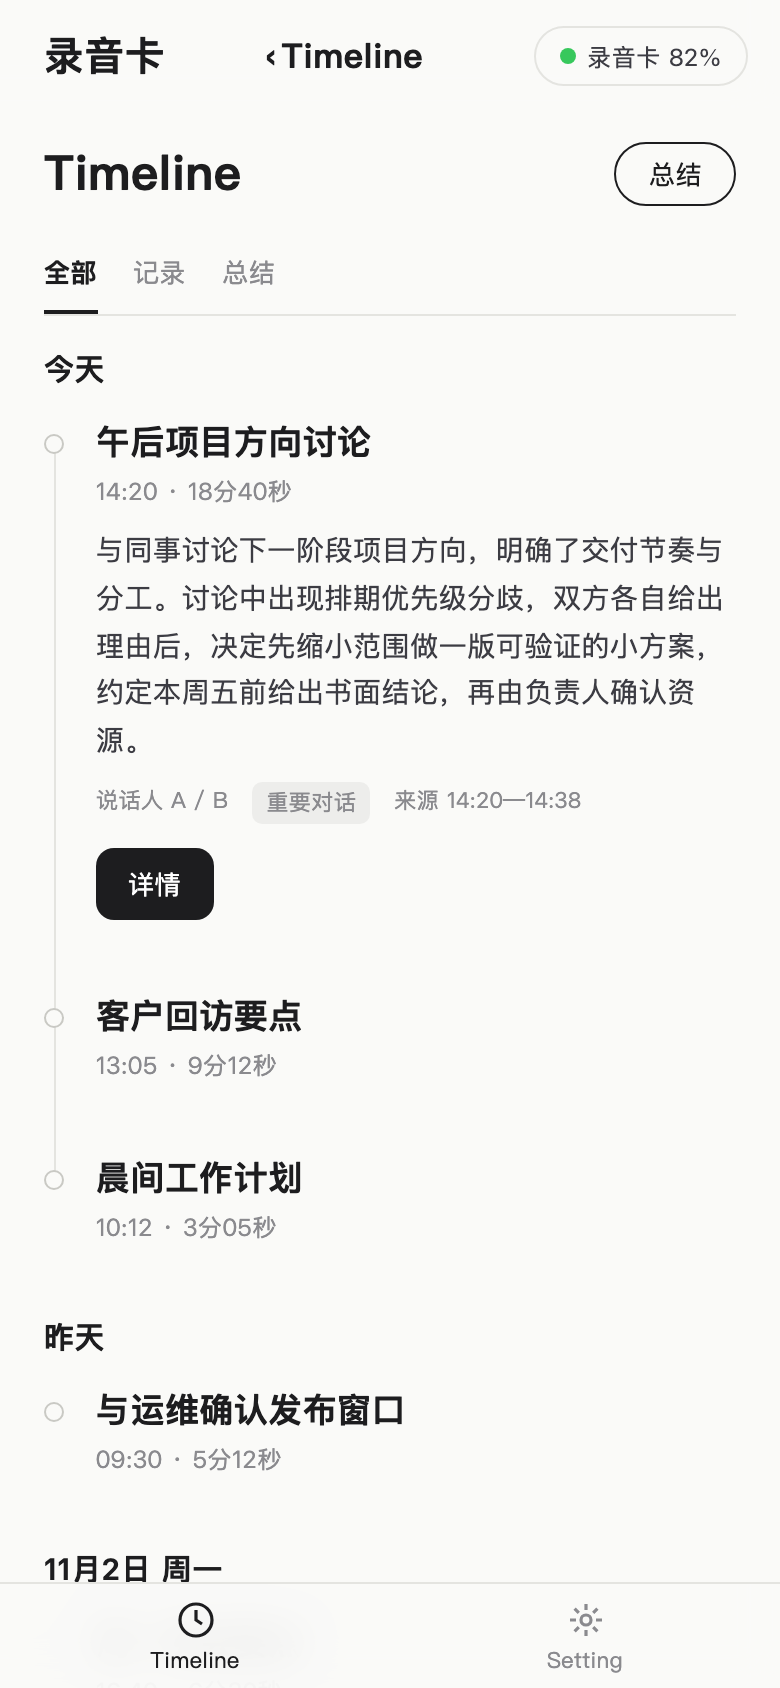 录音卡
‹ Timeline
录音卡 82%
Timeline
总结
全部 记录 总结
今天
午后项目方向讨论
14:20 · 18分40秒
与同事讨论下一阶段项目方向，明确了交付节奏与
分工。讨论中出现排期优先级分歧，双方各自给出
理由后，决定先缩小范围做一版可验证的小方案，
约定本周五前给出书面结论，再由负责人确认资
源。
说话人 A / B 重要对话 来源 14:20—14:38
详情
客户回访要点
13:05 · 9分12秒
晨间工作计划
10:12 · 3分05秒
昨天
与运维确认发布窗口
09:30 · 5分12秒
11月2日 周一
Timeline
Setting